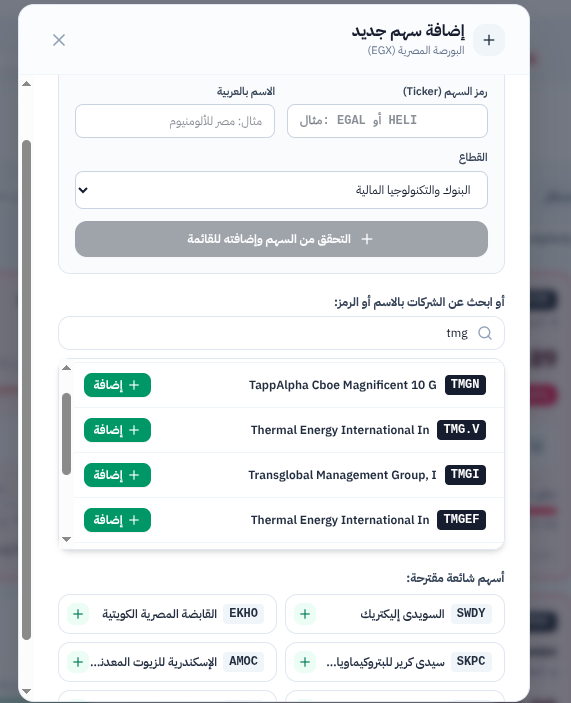 إضافة سهم جديد
البورصة المصرية (EGX)
رمز السهم (Ticker)
الاسم بالعربية
مثال: EGAL أو HELI
مثال: مصر للألومنيوم
القطاع
البنوك والتكنولوجيا المالية
التحقق من السهم وإضافته للقائمة
أو ابحث عن الشركات بالاسم أو الرمز:
tmg
TMGN TappAlpha Cboe Magnificent 10 G إضافة
TMG.V Thermal Energy International In إضافة
TMGI Transglobal Management Group, I إضافة
TMGEF Thermal Energy International In إضافة
أسهم شائعة مقترحة:
SWDY السويدى إليكتريك
EKHO القابضة المصرية الكويتية
SKPC سيدى كرير للبتروكيماويا...
AMOC الإسكندرية للزيوت المعدن...